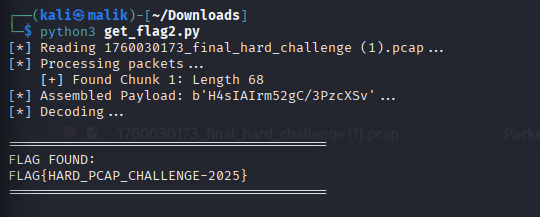 ┌──(kali㉿malik)-[~/Downloads]
└─$ python3 get_flag2.py
[*] Reading 1760030173_final_hard_challenge (1).pcap...
[*] Processing packets...
    [+] Found Chunk 1: Length 68
[*] Assembled Payload: b'H4sIAIrm52gC/3PzcXSv'...
[*] Decoding...
========================================
FLAG FOUND:
FLAG{HARD_PCAP_CHALLENGE-2025}
========================================
1760030173_final_hard_challenge (1).pcap
Packe